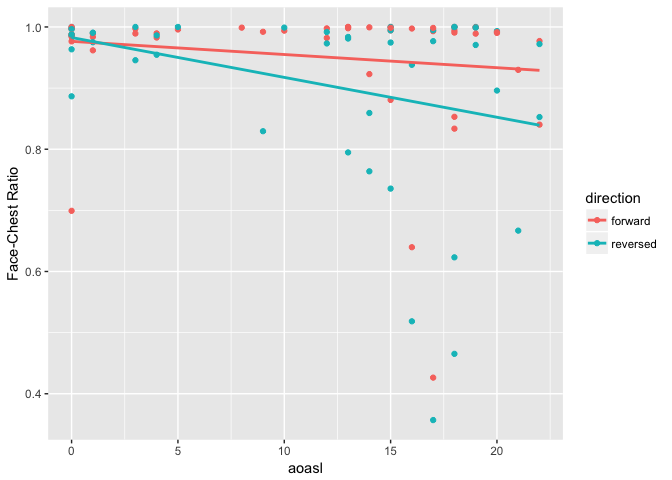 1.0
0.8
0.6
0.4
Face-Chest Ratio
0 5 10 15 20
aoasl
direction
forward
reversed